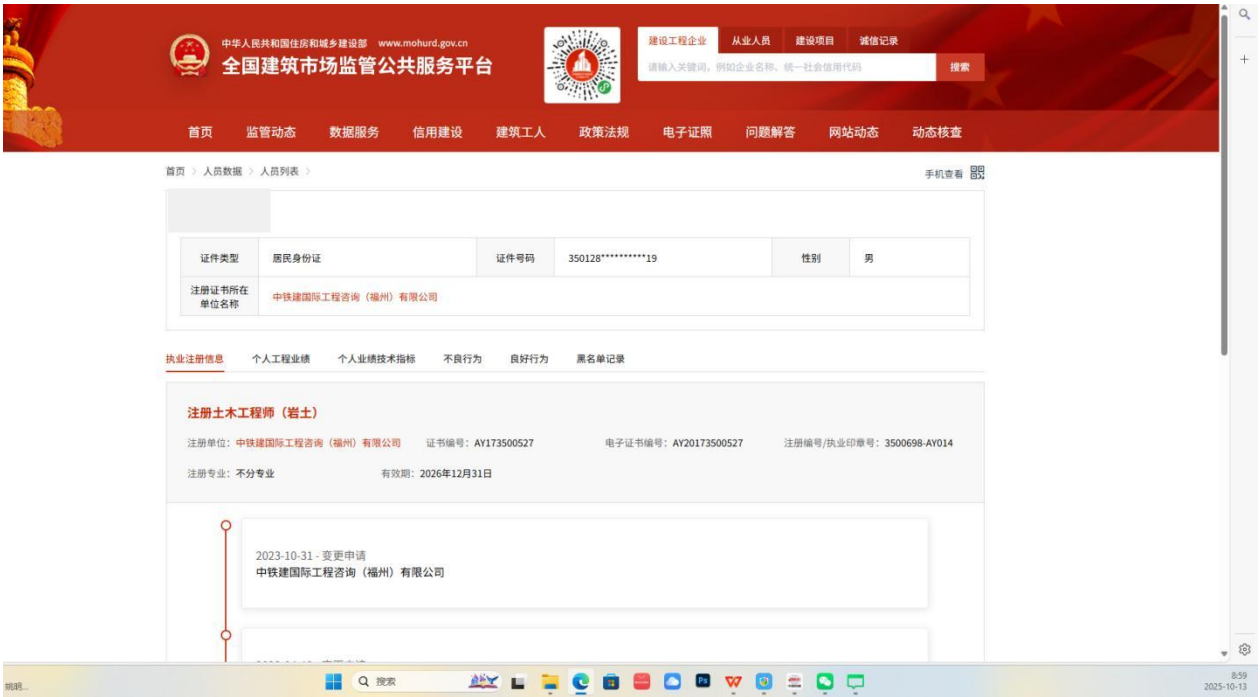 中华人民共和国住房和城乡建设部 www.mohurd.gov.cn
全国建筑市场监管公共服务平台
建设工程企业 从业人员 建设项目 诚信记录
请输入关键词，例如企业名称、统一社会信用代码 搜索
首页 监管动态 数据服务 信用建设 建筑工人 政策法规 电子证照 问题解答 网站动态 动态核查
首页 > 人员数据 > 人员列表 >
手机查看
证件类型 居民身份证 证件号码 350128**********19 性别 男
注册证书所在
单位名称
中铁建国际工程咨询（福州）有限公司
执业注册信息 个人工程业绩 个人业绩技术指标 不良行为 良好行为 黑名单记录
注册土木工程师（岩土）
注册单位：中铁建国际工程咨询（福州）有限公司 证书编号：AY173500527 电子证书编号：AY20173500527 注册编号/执业印章号：3500698-AY014
注册专业：不分专业 有效期：2026年12月31日
2023-10-31 - 变更申请
中铁建国际工程咨询（福州）有限公司
搜索
8:59
2025-10-13